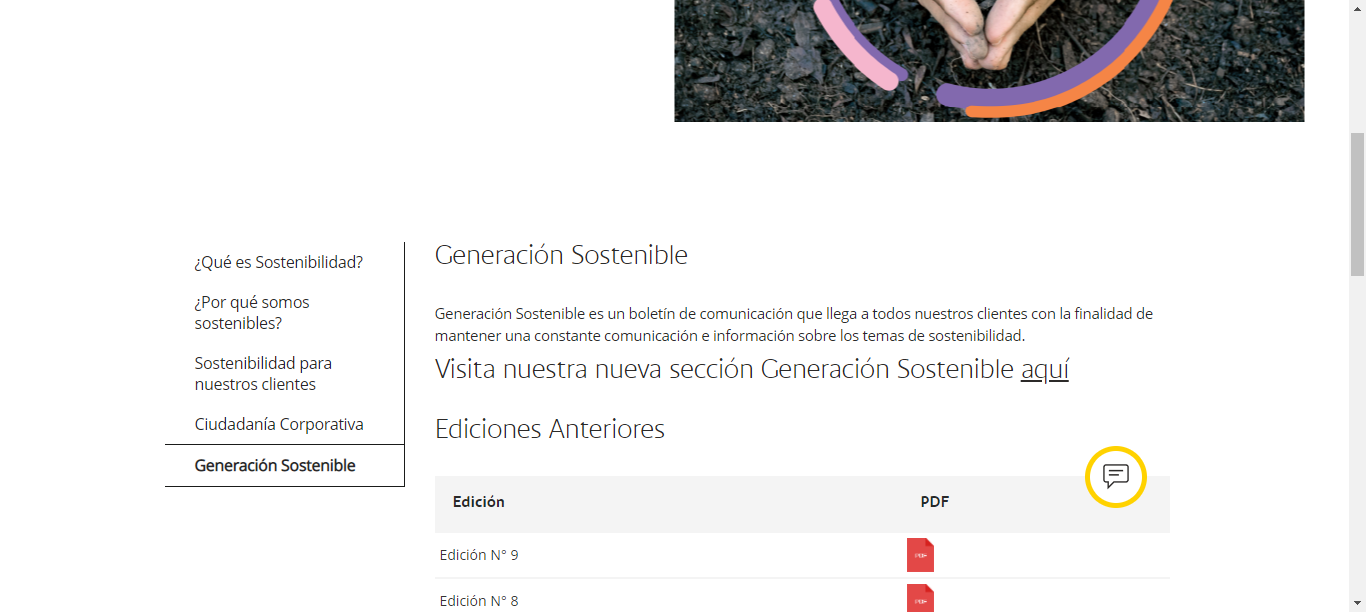 ¿Qué es Sostenibilidad?
¿Por qué somos
sostenibles?
Sostenibilidad para
nuestros clientes
Ciudadanía Corporativa
Generación Sostenible
Generación Sostenible
Generación Sostenible es un boletín de comunicación que llega a todos nuestros clientes con la finalidad de
mantener una constante comunicación e información sobre los temas de sostenibilidad.
Visita nuestra nueva sección Generación Sostenible aquí
Ediciones Anteriores
Edición PDF
Edición N° 9 PDF
Edición N° 8 PDF